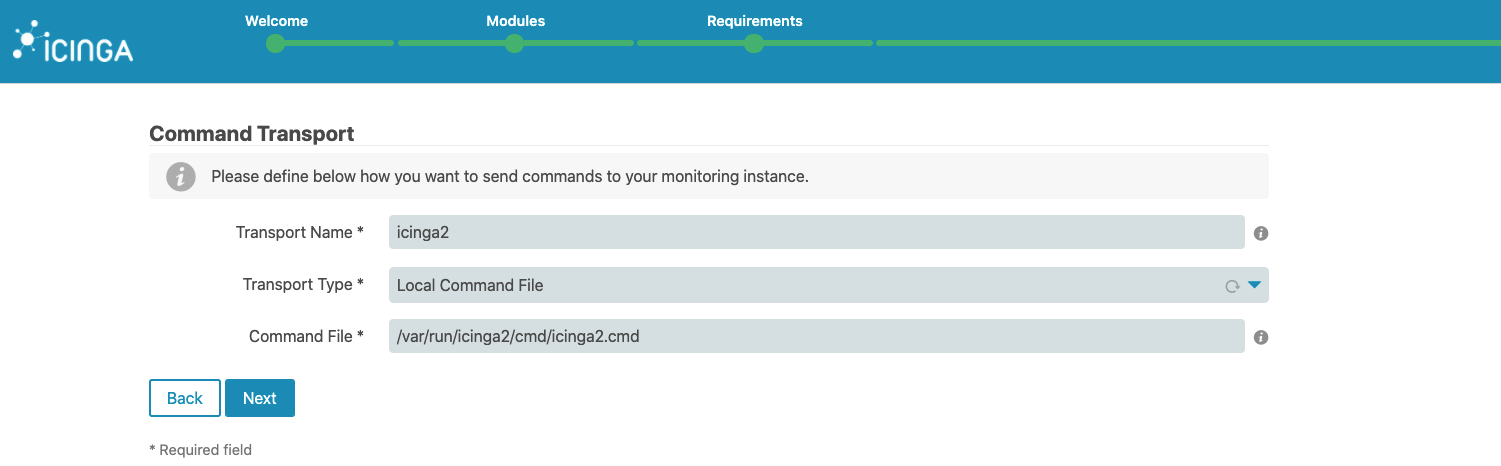 Welcome Modules Requirements
ICINGA
Command Transport
Please define below how you want to send commands to your monitoring instance.
Transport Name * icinga2
Transport Type * Local Command File
Command File * /var/run/icinga2/cmd/icinga2.cmd
Back Next
* Required field